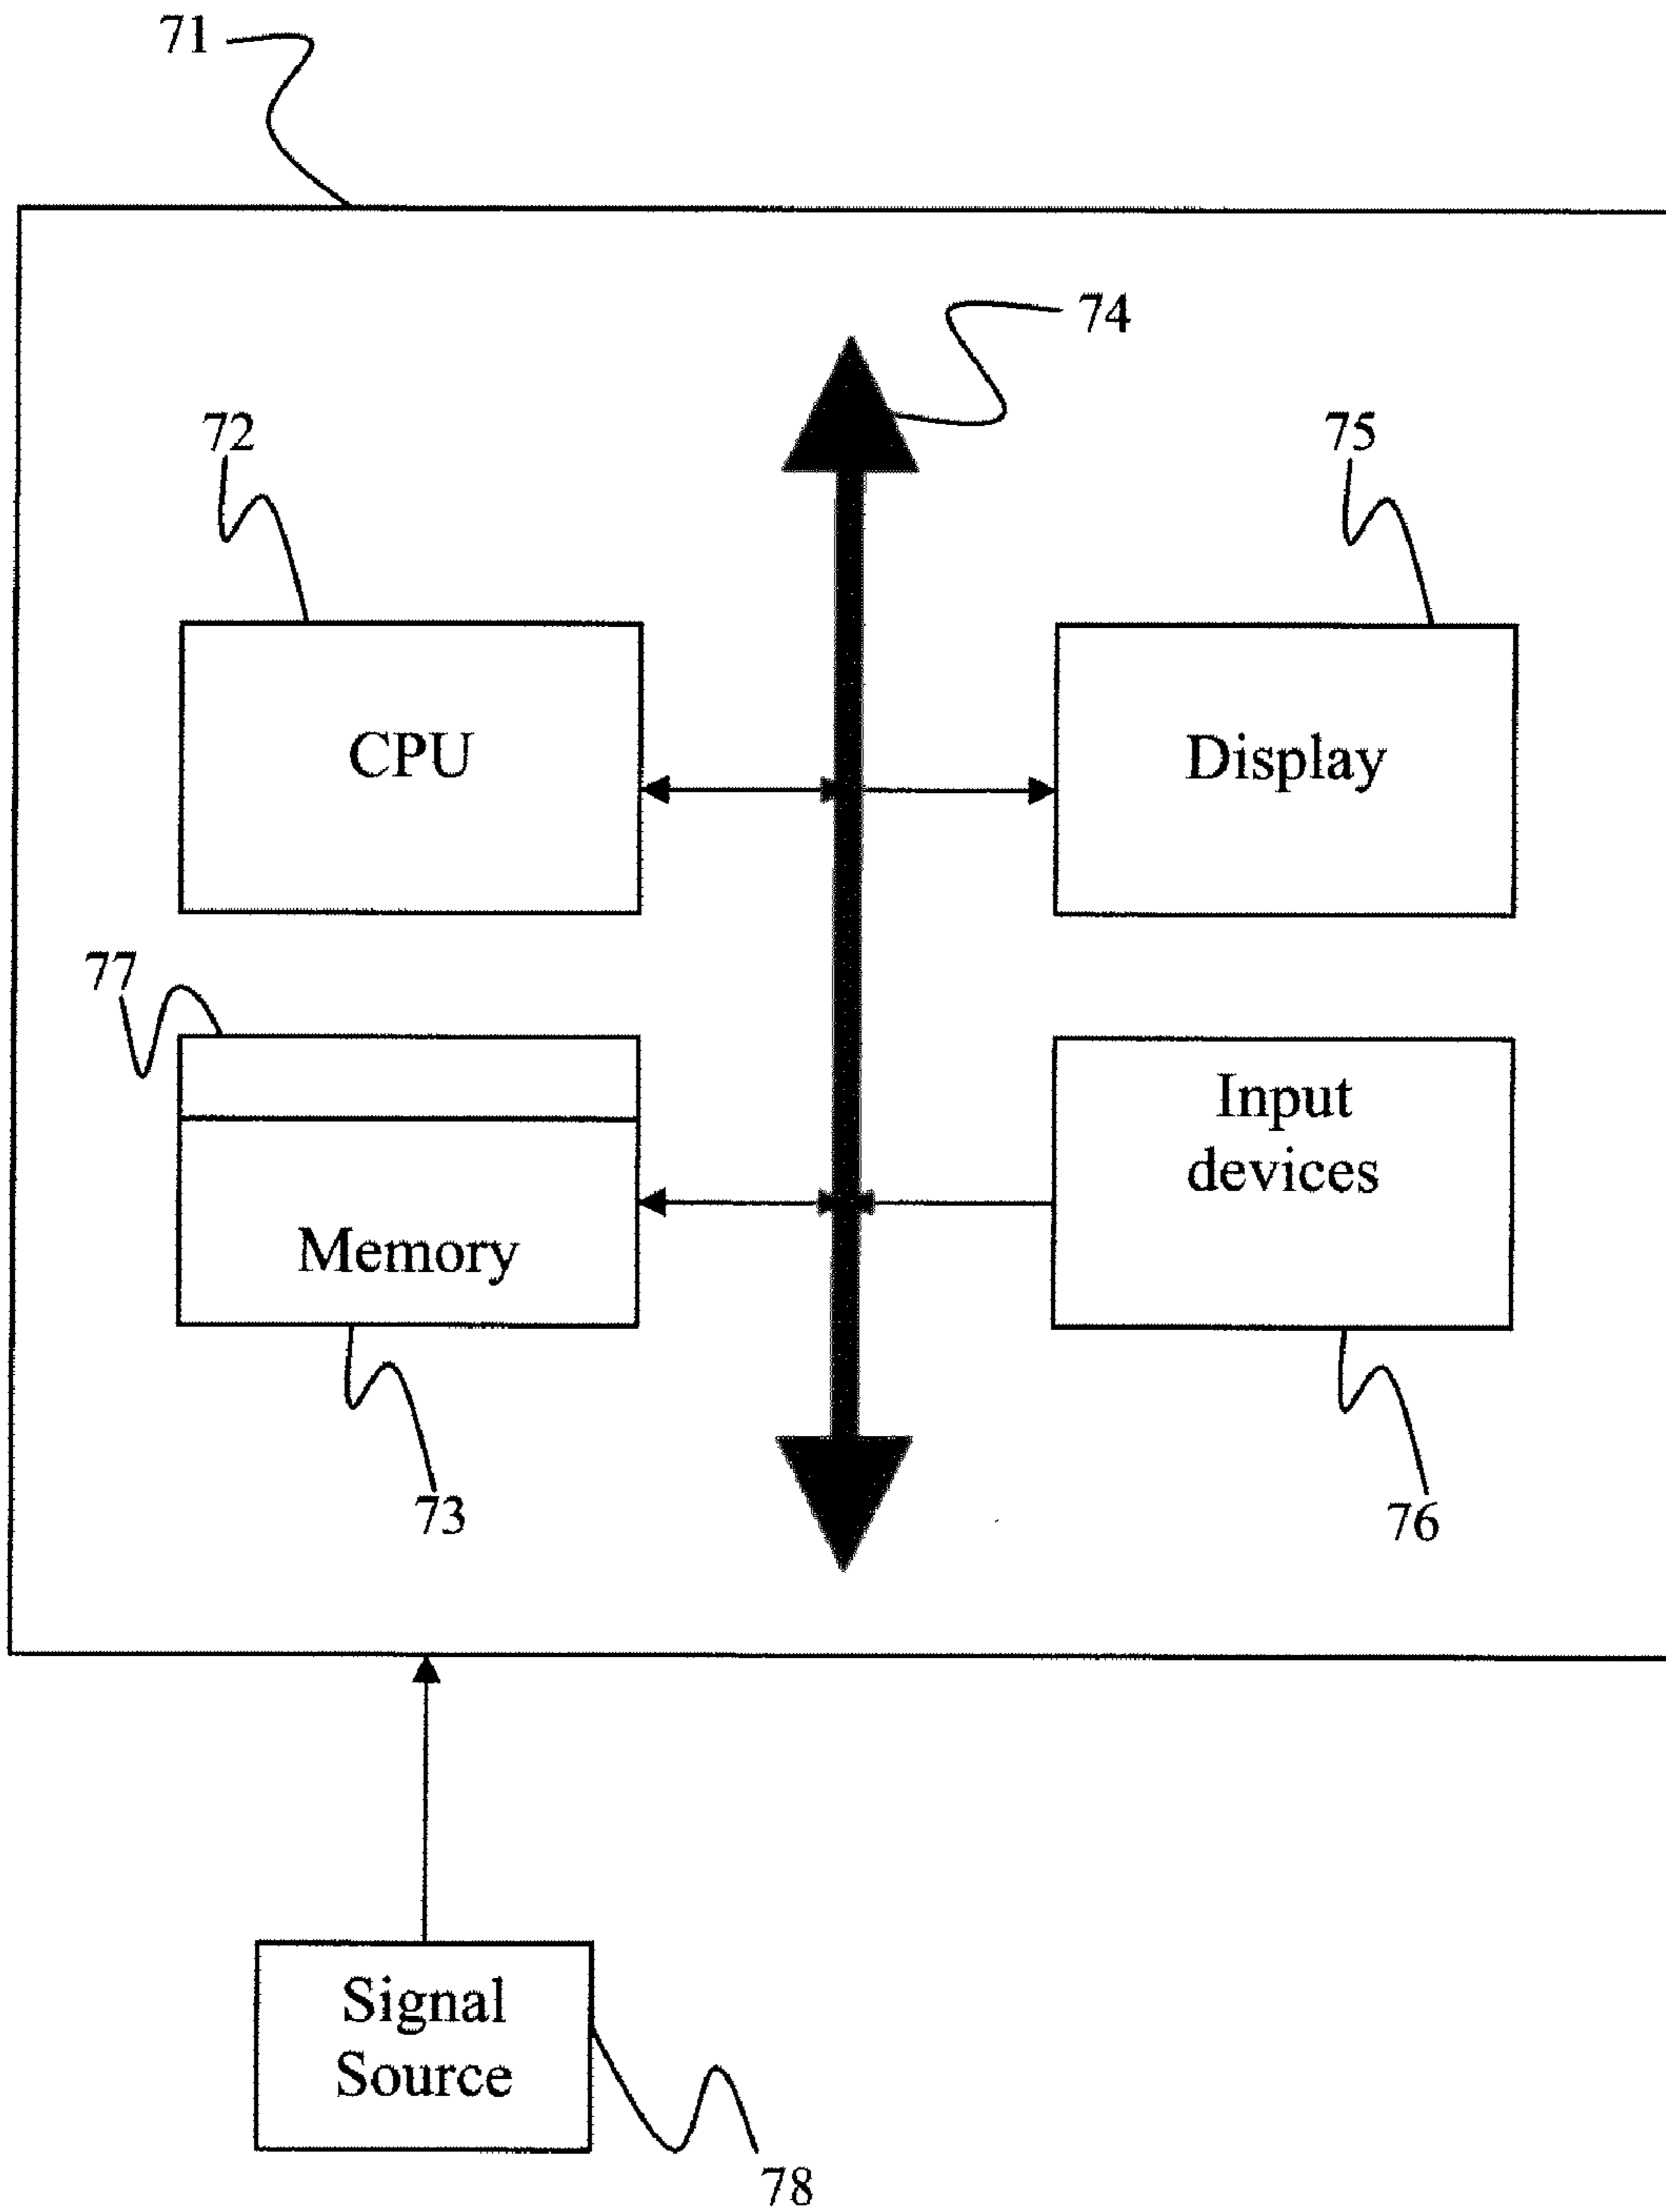 71
74
72
75
CPU
Display
77
Input
devices
Memory
73
76
Signal
Source
78